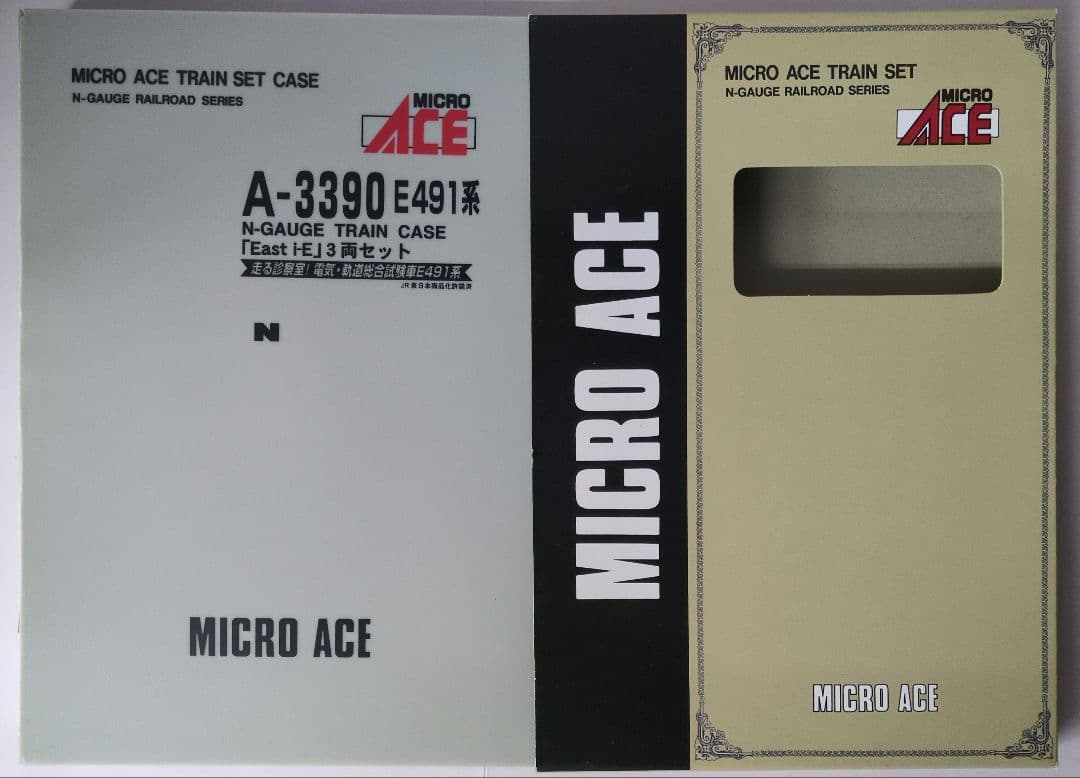 MICRO ACE TRAIN SET CASE
N-GAUGE RAILROAD SERIES
MICRO
ACE
A-3390 E491系
N-GAUGE TRAIN CASE
「East i-E」3両セット
走る診察室!電気・軌道総合試験車E491系
JR東日本商品化許諾済
N
MICRO ACE
MICRO ACE
MICRO ACE TRAIN SET
N-GAUGE RAILROAD SERIES
MICRO
ACE
MICRO ACE